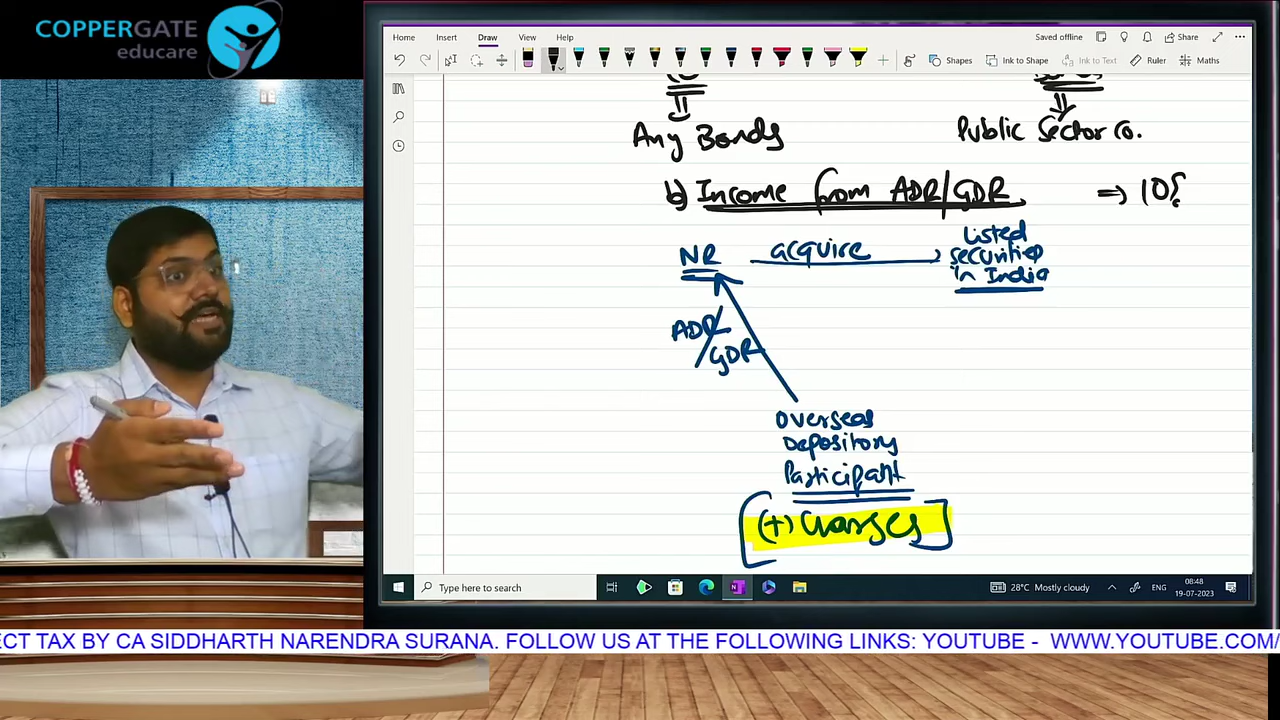 COPPERGATE
educare
Home Insert Draw View Help
Saved offline
Share
Shapes
Ink to Shape
Ink to Text
Ruler
Maths
Any Bonds
Public Sector Co.
b) Income from ADR/GDR ⇒ 10%
NR acquire Listed
securities
in India
ADR/
GDR
Overseas
Depository
Participant
(+) Charges
Type here to search
28°C Mostly cloudy
ENG
08:48
19-07-2023
ECT TAX BY CA SIDDHARTH NARENDRA SURANA. FOLLOW US AT THE FOLLOWING LINKS: YOUTUBE - WWW.YOUTUBE.COM/